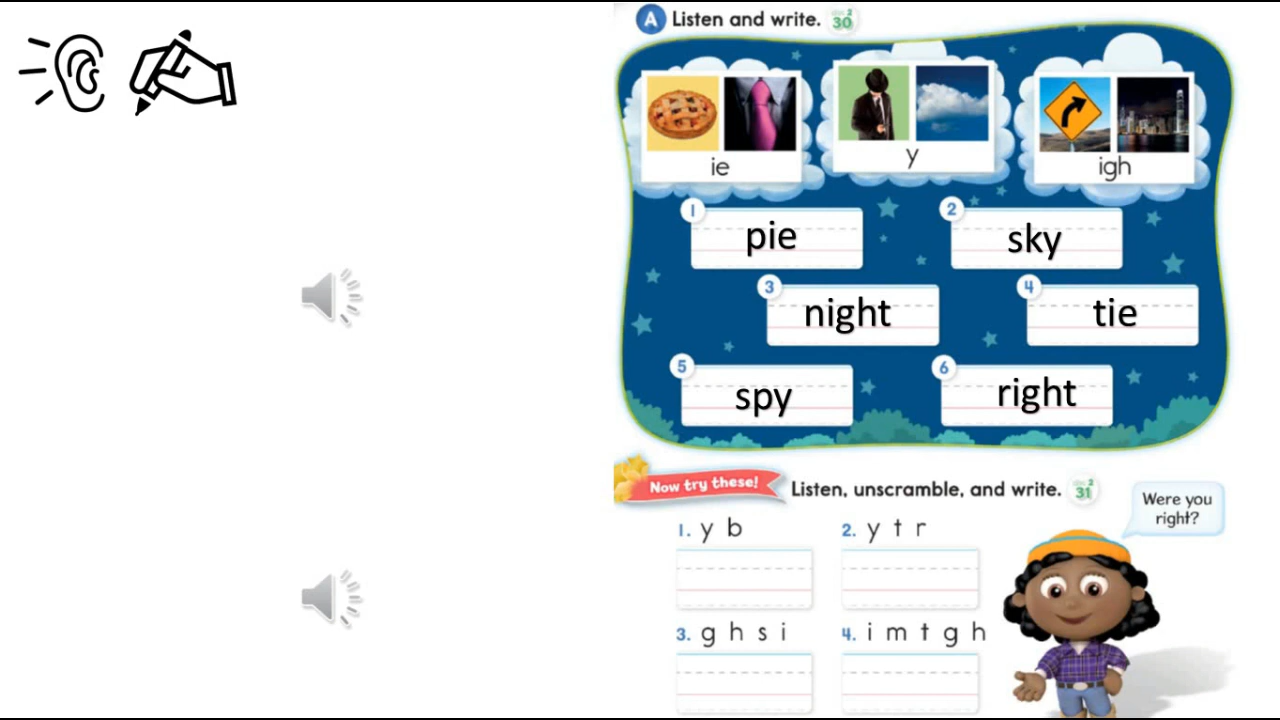 A Listen and write.
30
ie
y
igh
1 pie
2 sky
3 night
4 tie
5 spy
6 right
Now try these! Listen, unscramble, and write.
31
Were you
right?
1. y b
2. y t r
3. g h s i
4. i m t g h